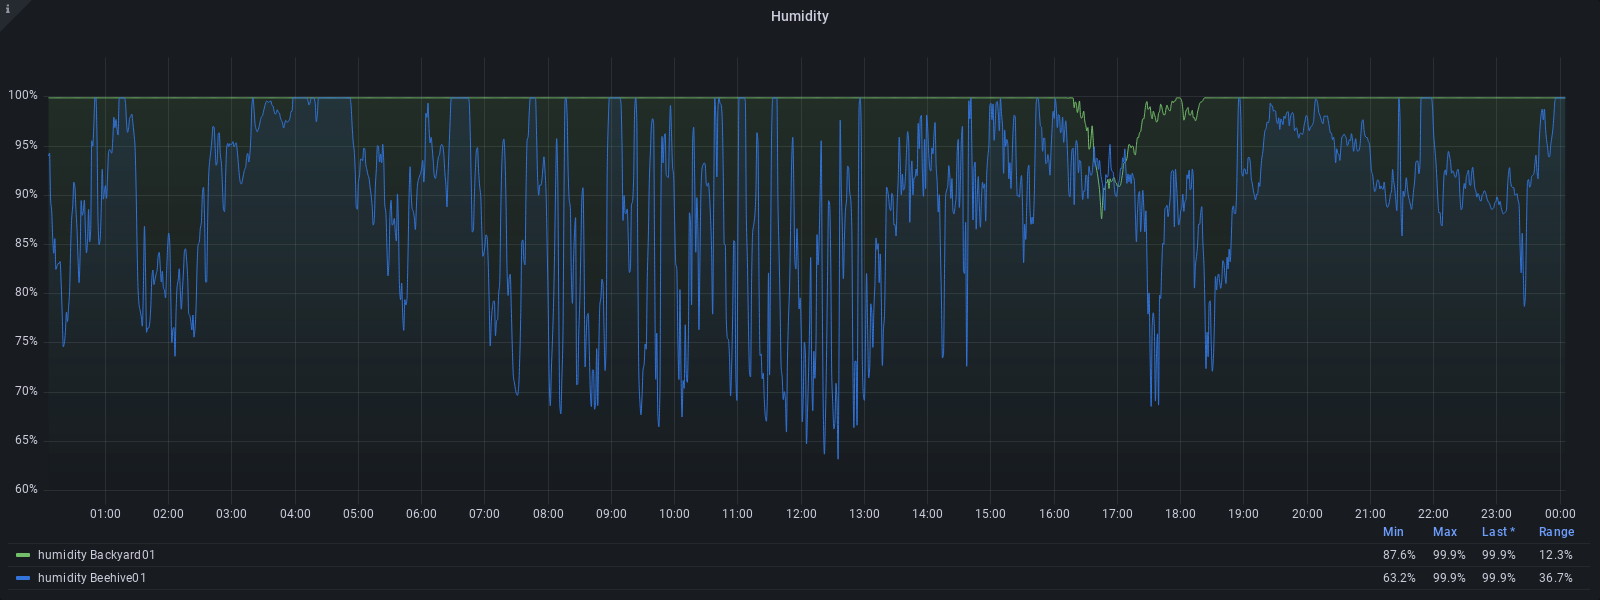 i
Humidity
100%
95%
90%
85%
80%
75%
70%
65%
60%
01:00 02:00 03:00 04:00 05:00 06:00 07:00 08:00 09:00 10:00 11:00 12:00 13:00 14:00 15:00 16:00 17:00 18:00 19:00 20:00 21:00 22:00 23:00 00:00
Min Max Last * Range
humidity Backyard01 87.6% 99.9% 99.9% 12.3%
humidity Beehive01 63.2% 99.9% 99.9% 36.7%